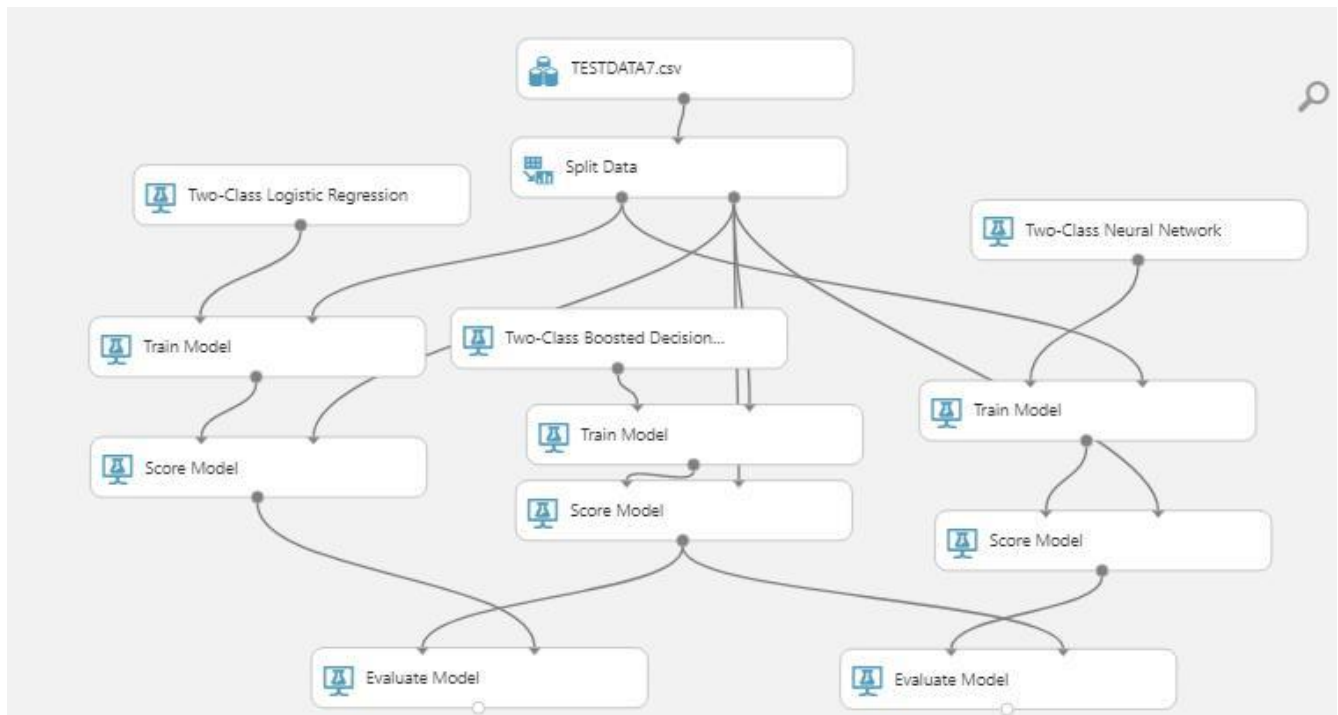 TESTDATA7.csv
Split Data
Two-Class Logistic Regression
Two-Class Neural Network
Train Model
Two-Class Boosted Decision...
Train Model
Train Model
Score Model
Score Model
Score Model
Evaluate Model
Evaluate Model